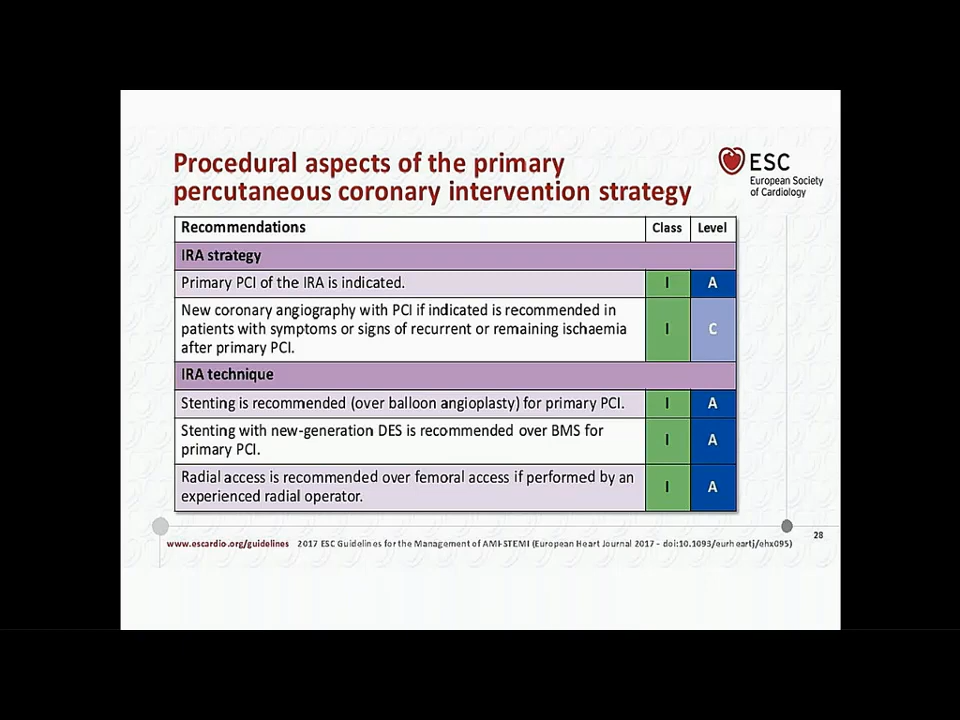 Procedural aspects of the primary
percutaneous coronary intervention strategy
ESC
European Society
of Cardiology
Recommendations Class Level
IRA strategy
Primary PCI of the IRA is indicated. I A
New coronary angiography with PCI if indicated is recommended in
patients with symptoms or signs of recurrent or remaining ischaemia I C
after primary PCI.
IRA technique
Stenting is recommended (over balloon angioplasty) for primary PCI. I A
Stenting with new-generation DES is recommended over BMS for I A
primary PCI.
Radial access is recommended over femoral access if performed by an I A
experienced radial operator.
www.escardio.org/guidelines 2017 ESC Guidelines for the Management of AMI-STEMI (European Heart Journal 2017 - doi:10.1093/eurheartj/ehx095)
28